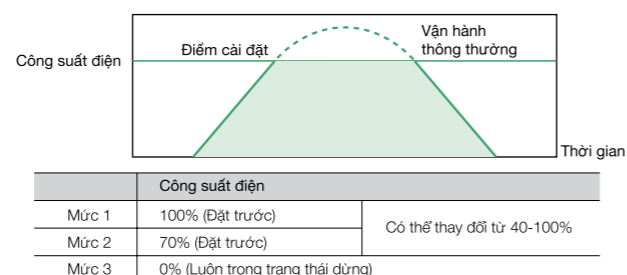 Vận hành
Điểm cài đặt
thông thường
Công suất điện
Thời gian
Công suất điện
Mức 1 100% (Đặt trước)
Có thể thay đổi từ 40-100%
Mức 2 70% (Đặt trước)
Mức 3 0% (Luôn trong trạng thái dừng)